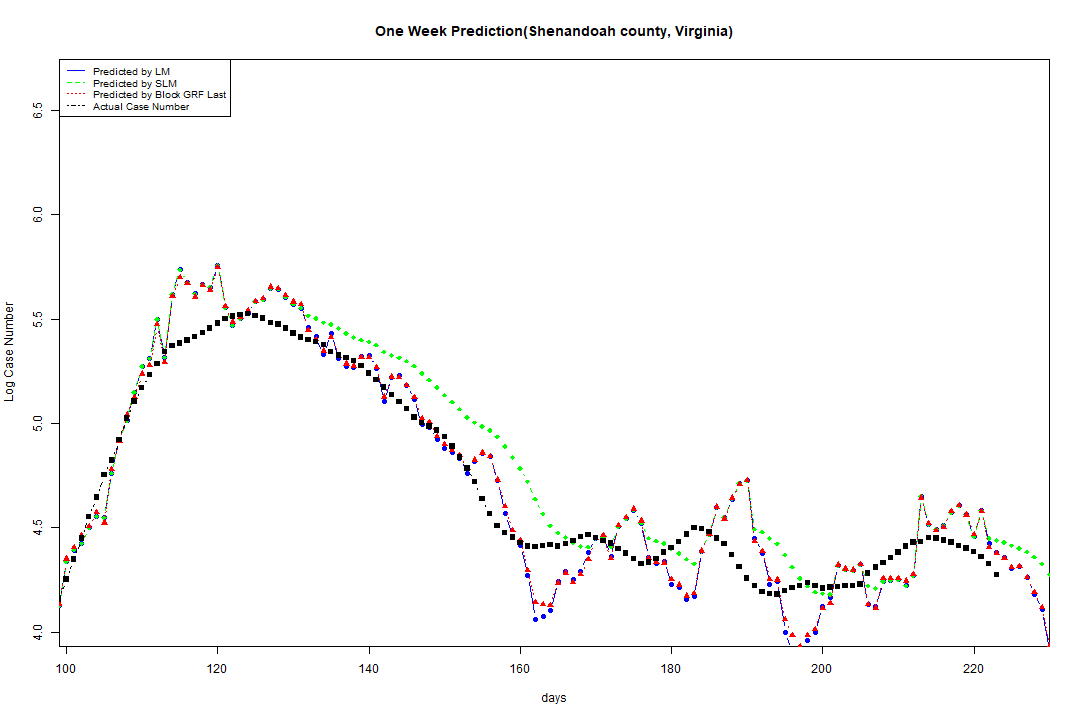 One Week Prediction(Shenandoah county, Virginia)
Predicted by LM
Predicted by SLM
Predicted by Block GRF Last
Actual Case Number
6.5
6.0
5.5
5.0
4.5
4.0
Log Case Number
100 120 140 160 180 200 220
days